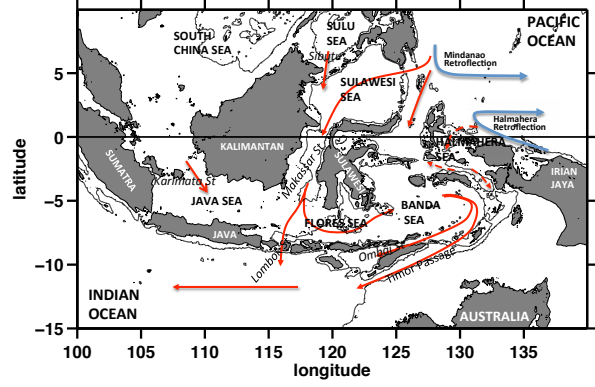 SOUTH
CHINA SEA
SULU
SEA
Sibutu
PACIFIC
OCEAN
Mindanao
Retroflection
SULAWESI
SEA
Halmahera
Retroflection
HALMAHERA
SEA
KALIMANTAN
SUMATRA
Karimata St
Makassar St
SULAWESI
IRIAN
JAYA
JAVA SEA
BANDA
SEA
FLORES SEA
JAVA
Lombok
Ombai St
Timor Passage
INDIAN
OCEAN
AUSTRALIA
latitude
5
0
−5
−10
−15
100 105 110 115 120 125 130 135
longitude